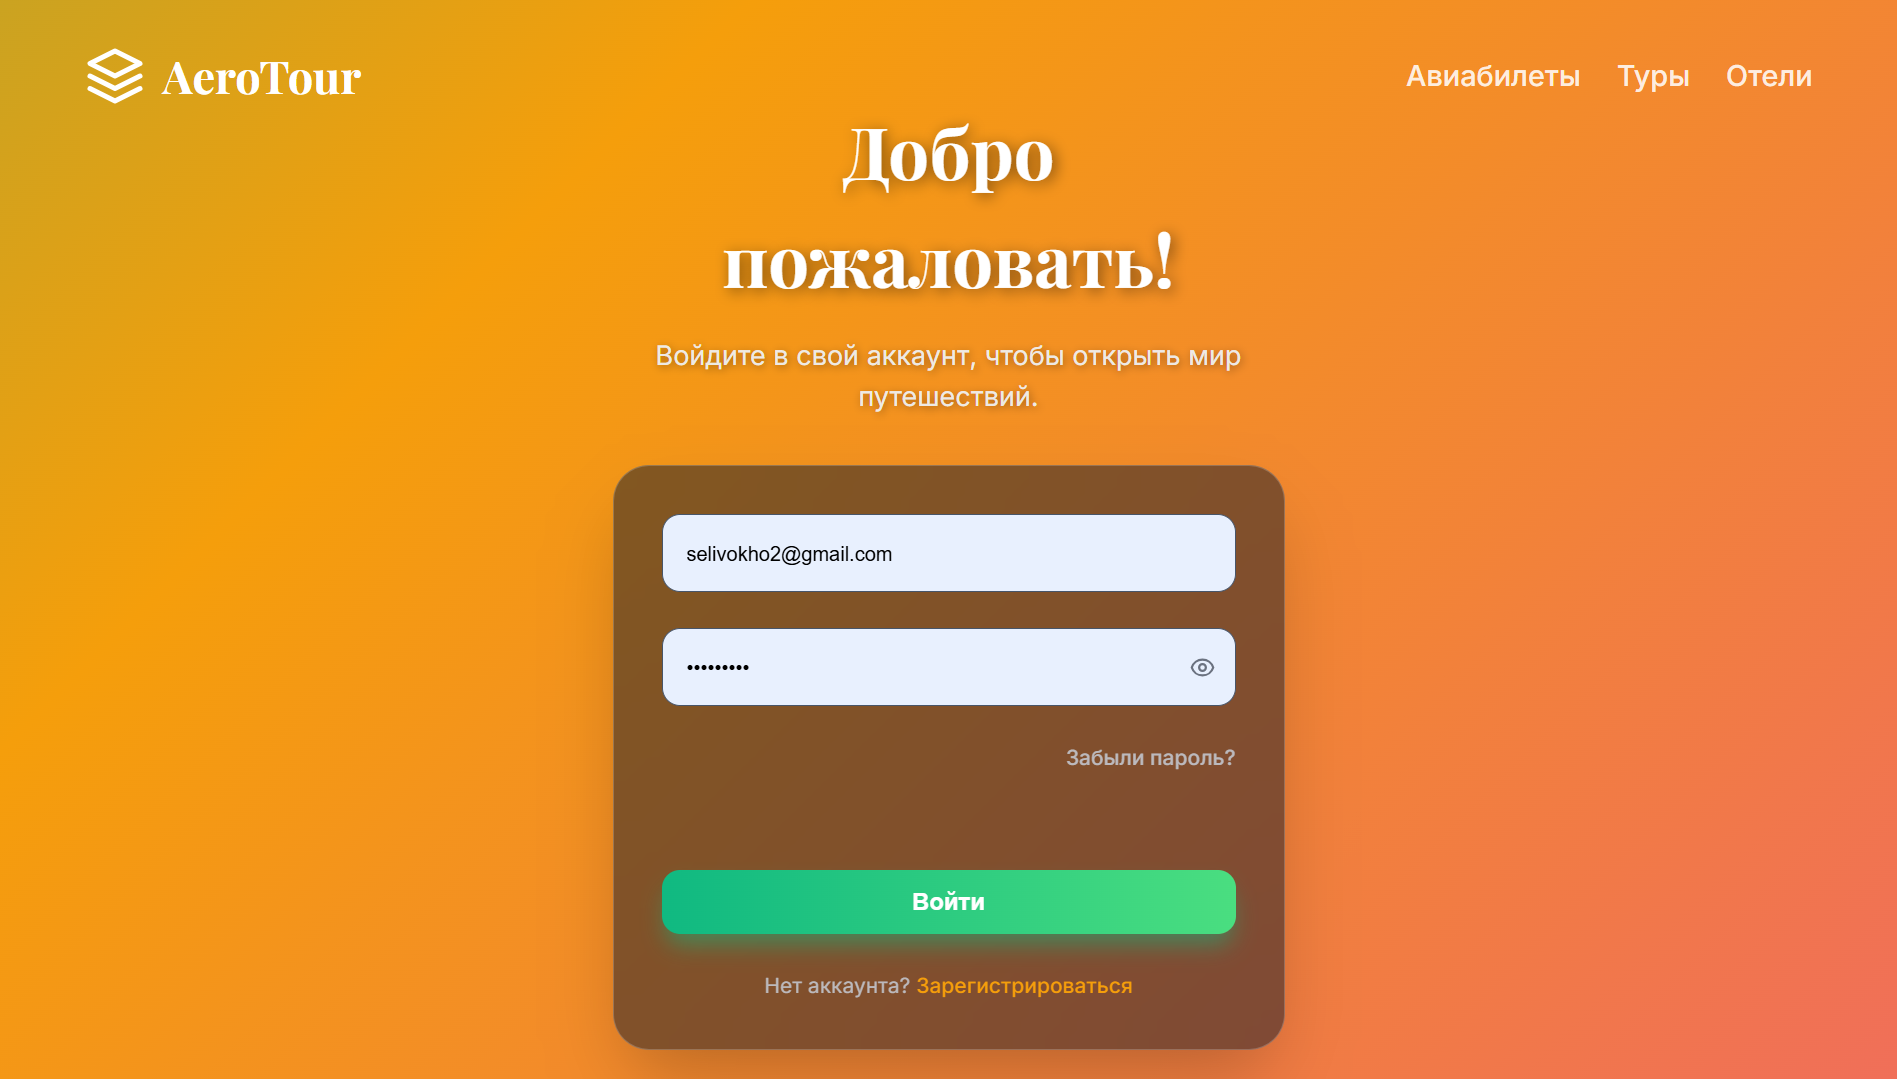 AeroTour
Авиабилеты Туры Отели
Добро
пожаловать!
Войдите в свой аккаунт, чтобы открыть мир
путешествий.
selivokho2@gmail.com
•••••••••
Забыли пароль?
Войти
Нет аккаунта? Зарегистрироваться